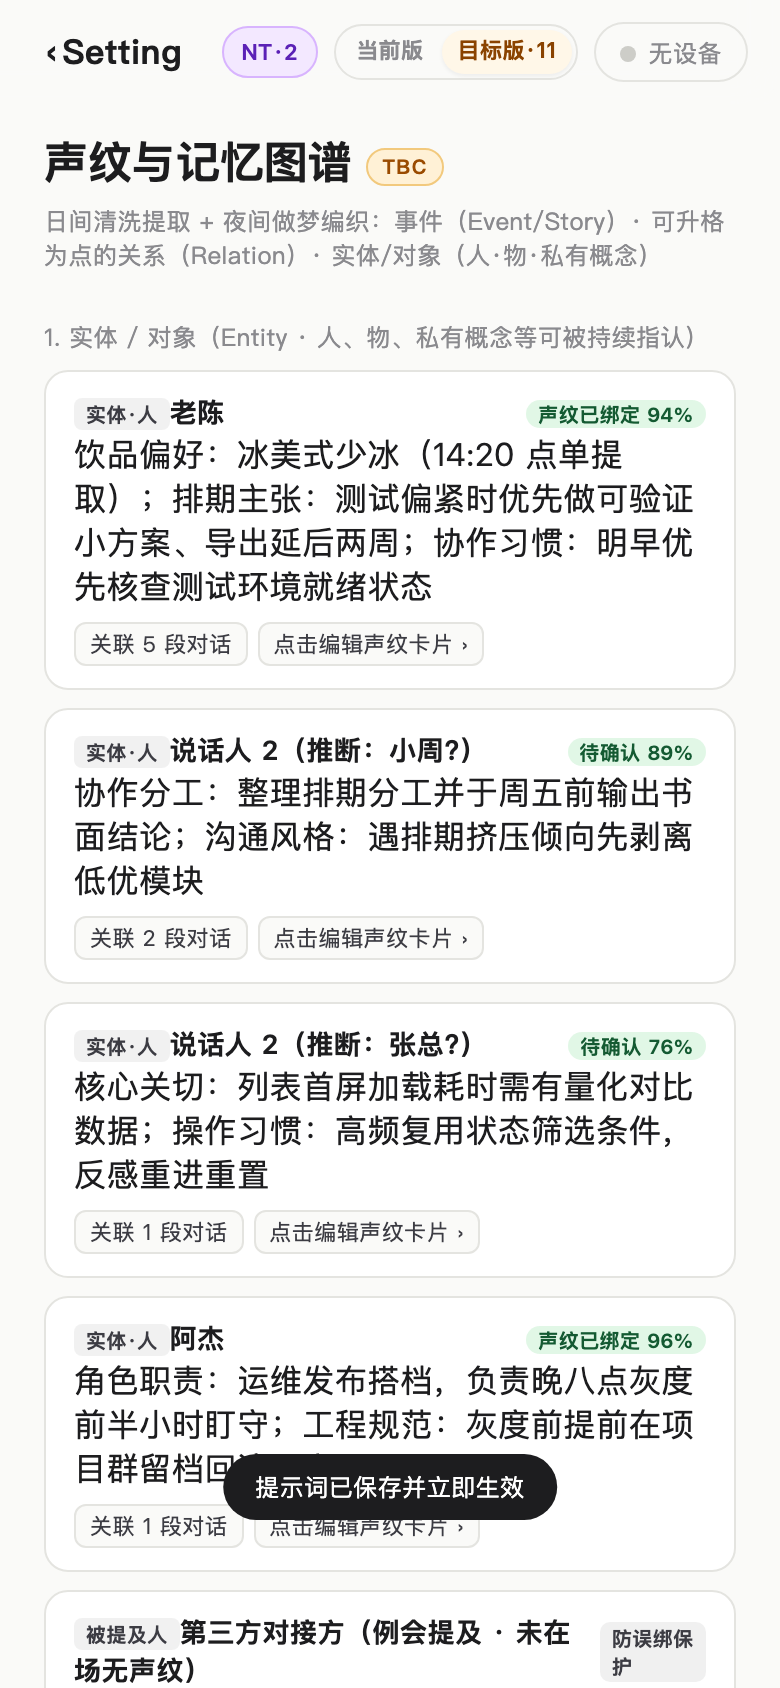 ‹Setting NT·2 当前版 目标版·11 无设备
声纹与记忆图谱 TBC
日间清洗提取 + 夜间做梦编织：事件（Event/Story）· 可升格
为点的关系（Relation）· 实体/对象（人·物·私有概念）
1. 实体 / 对象（Entity · 人、物、私有概念等可被持续指认）
实体·人 老陈 声纹已绑定 94%
饮品偏好：冰美式少冰（14:20 点单提
取）；排期主张：测试偏紧时优先做可验证
小方案、导出延后两周；协作习惯：明早优
先核查测试环境就绪状态
关联 5 段对话 点击编辑声纹卡片 ›
实体·人 说话人 2（推断：小周?） 待确认 89%
协作分工：整理排期分工并于周五前输出书
面结论；沟通风格：遇排期挤压倾向先剥离
低优模块
关联 2 段对话 点击编辑声纹卡片 ›
实体·人 说话人 2（推断：张总?） 待确认 76%
核心关切：列表首屏加载耗时需有量化对比
数据；操作习惯：高频复用状态筛选条件，
反感重进重置
关联 1 段对话 点击编辑声纹卡片 ›
实体·人 阿杰 声纹已绑定 96%
角色职责：运维发布搭档，负责晚八点灰度
前半小时盯守；工程规范：灰度前提前在项
目群留档回
提示词已保存并立即生效
关联 1 段对话 点击编辑声纹卡片 ›
被提及人 第三方对接方（例会提及 · 未在
场无声纹）
防误绑保
护